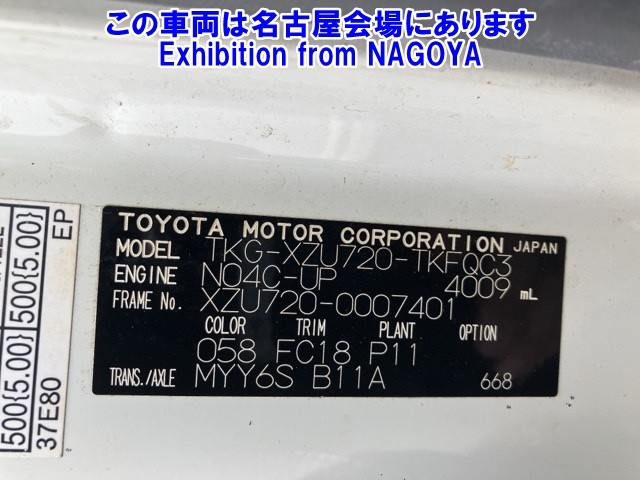 この車両は名古屋会場にあります
Exhibition from NAGOYA
TOYOTA MOTOR CORPORATION JAPAN
MODEL TKG-XZU720-TKFQC3
ENGINE N04C-UP 4009 mL
FRAME No. XZU720-0007401
COLOR TRIM PLANT OPTION
058 FC18 P11
TRANS./AXLE MYY6S B11A 668
500{5.00} 500{5.00}
37E80 EP